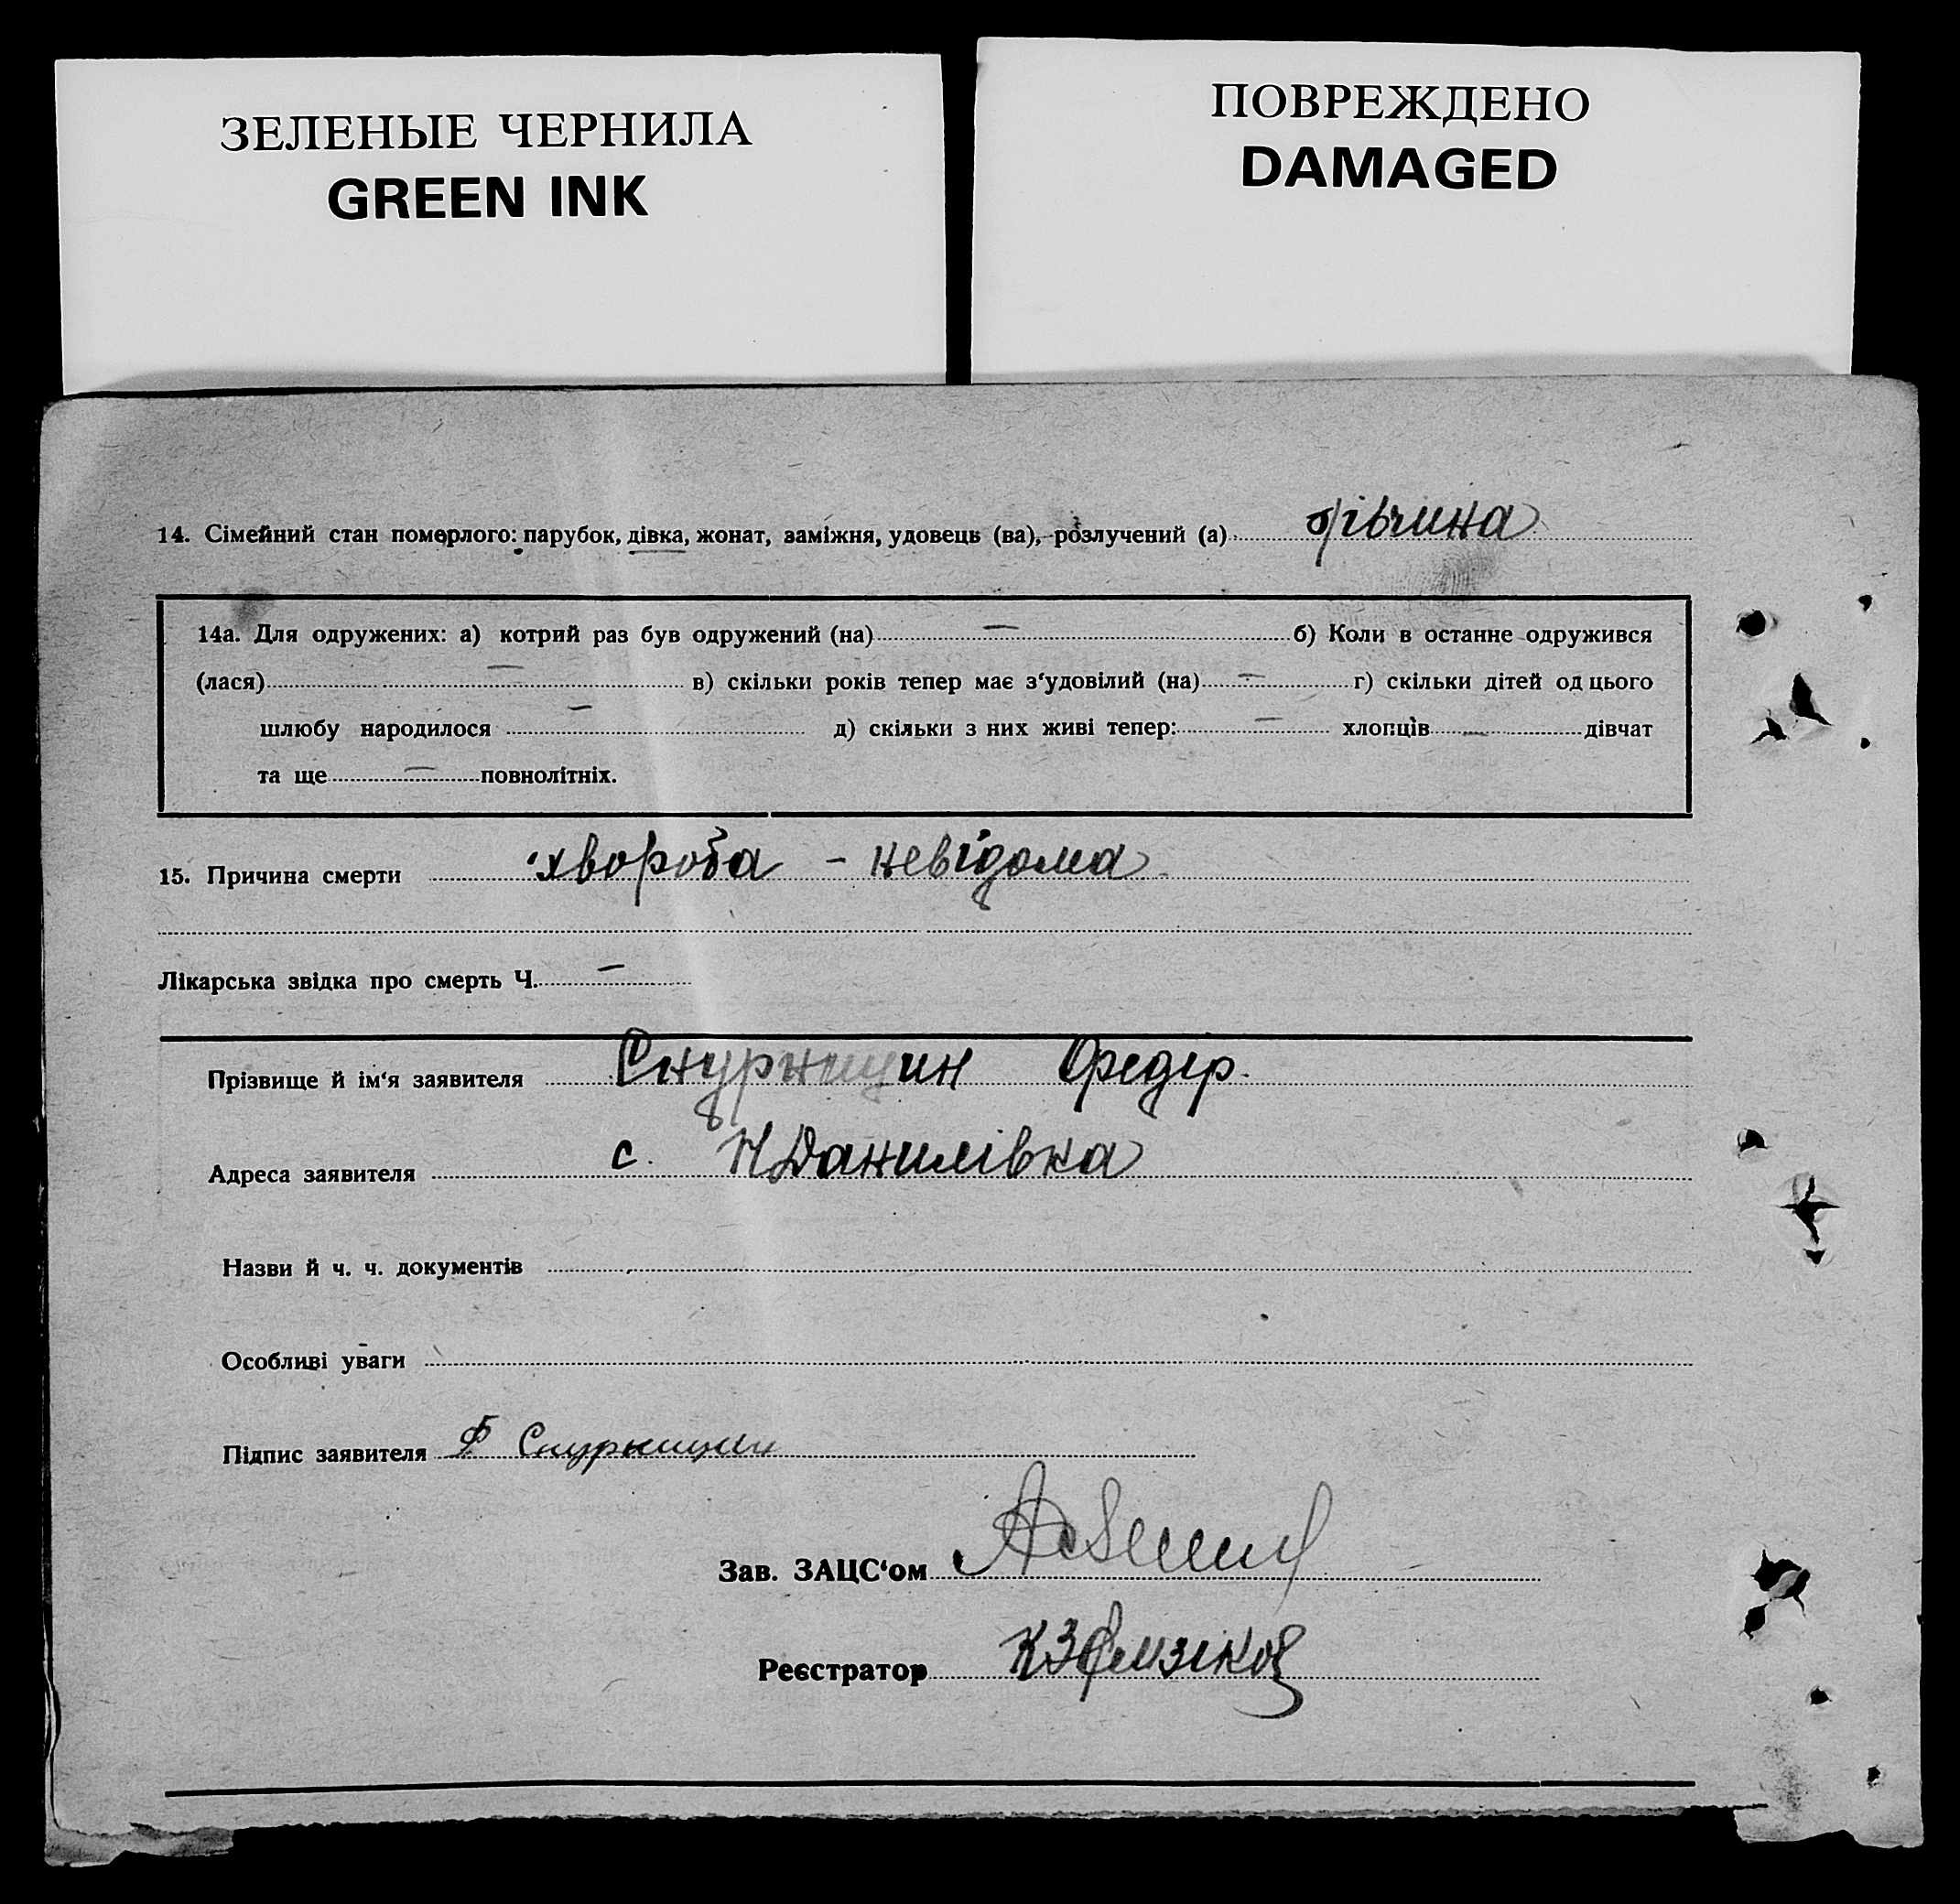 ЗЕЛЕНЫЕ ЧЕРНИЛА
GREEN INK
ПОВРЕЖДЕНО
DAMAGED
14. Сімейний стан померлого: парубок, дівка, жонат, заміжня, удовець (ва), розлучений (а) дівчина
14а. Для одружених: а) котрий раз був одружений (на) — б) Коли в останнє одружився
(лася) — в) скільки років тепер має з‘удовілий (на) — г) скільки дітей од цього
шлюбу народилося — д) скільки з них живі тепер: — хлопців — дівчат
та ще — повнолітніх.
15. Причина смерти хвороба - невідома
Лікарська звідка про смерть Ч. —
Прізвище й ім‘я заявителя Федір
Адреса заявителя с. Н Данилівка
Назви й ч. ч. документів
Особливі уваги
Підпис заявителя Ф
Зав. ЗАЦС‘ом
Реєстратор